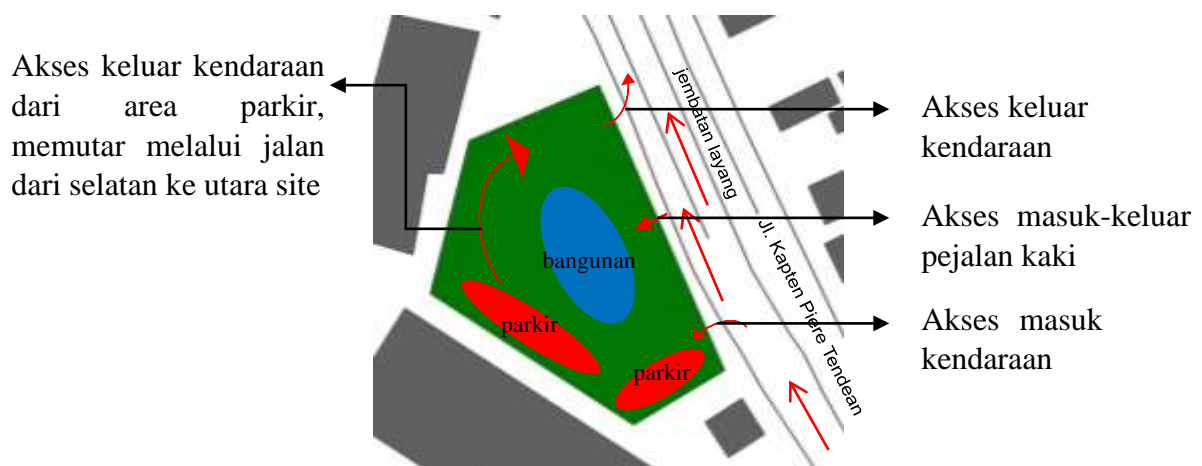 Akses keluar kendaraan
dari area parkir,
memutar melalui jalan
dari selatan ke utara site
jembatan layang
Jl. Kapten Piere Tendean
bangunan
parkir
parkir
Akses keluar
kendaraan
Akses masuk-keluar
pejalan kaki
Akses masuk
kendaraan